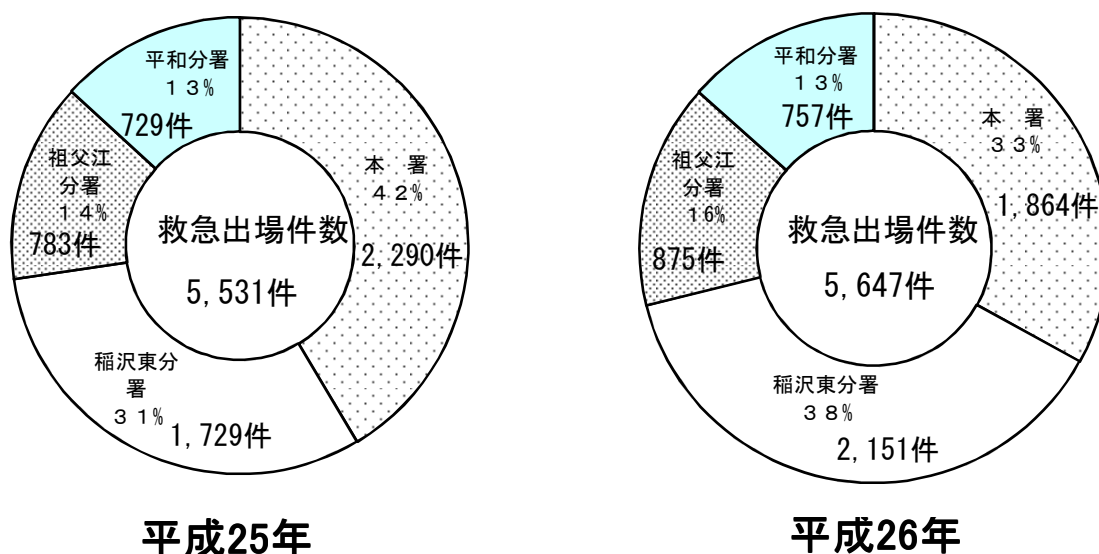 平和分署
１３％
729件
祖父江
分署
１４％
783件
本　署
４２％
2,290件
救急出場件数
5,531件
稲沢東分
署
３１％
1,729件
平成25年
平和分署
１３％
757件
祖父江
分署
１６％
875件
本　署
３３％
1,864件
救急出場件数
5,647件
稲沢東分署
３８％
2,151件
平成26年